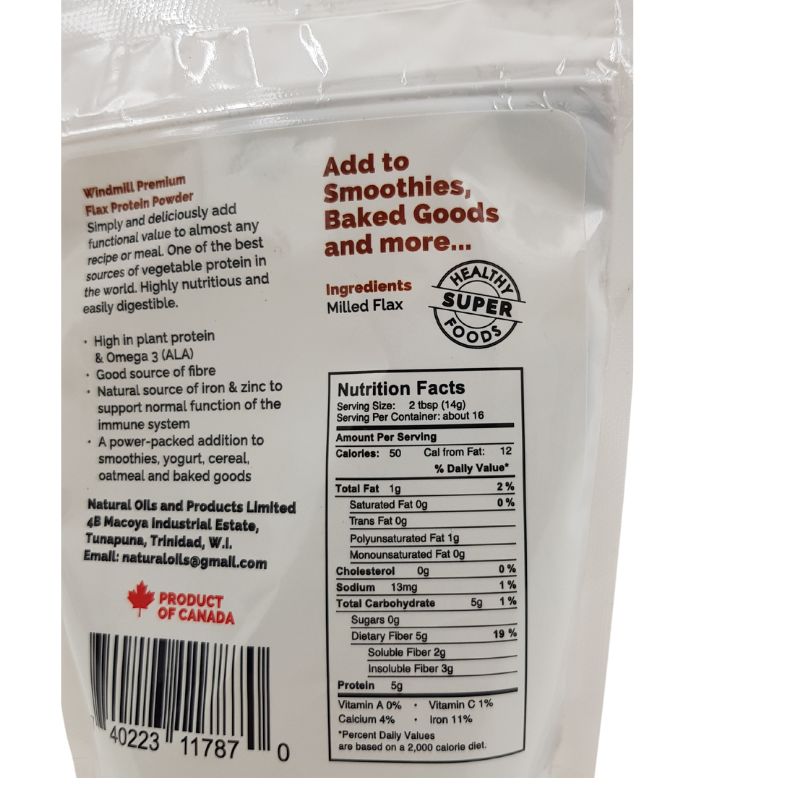 Windmill Premium
Flax Protein Powder
Simply and deliciously add
functional value to almost any
recipe or meal. One of the best
sources of vegetable protein in
the world. Highly nutritious and
easily digestible.
· High in plant protein
& Omega 3 (ALA)
· Good source of fibre
· Natural source of iron & zinc to
support normal function of the
immune system
· A power-packed addition to
smoothies, yogurt, cereal,
oatmeal and baked goods
Natural Oils and Products Limited
4B Macoya Industrial Estate,
Tunapuna, Trinidad, W.I.
Email: naturaloils@gmail.com
PRODUCT
OF CANADA
40223 11787 0
Add to
Smoothies,
Baked Goods
and more...
Ingredients
Milled Flax
HEALTHY
SUPER
FOODS
Nutrition Facts
Serving Size: 2 tbsp (14g)
Serving Per Container: about 16
Amount Per Serving
Calories: 50 Cal from Fat: 12
% Daily Value*
Total Fat 1g 2%
Saturated Fat 0g 0%
Trans Fat 0g
Polyunsaturated Fat 1g
Monounsaturated Fat 0g
Cholesterol 0g 0%
Sodium 13mg 1%
Total Carbohydrate 5g 1%
Sugars 0g
Dietary Fiber 5g 19%
Soluble Fiber 2g
Insoluble Fiber 3g
Protein 5g
Vitamin A 0% · Vitamin C 1%
Calcium 4% · Iron 11%
*Percent Daily Values
are based on a 2,000 calorie diet.